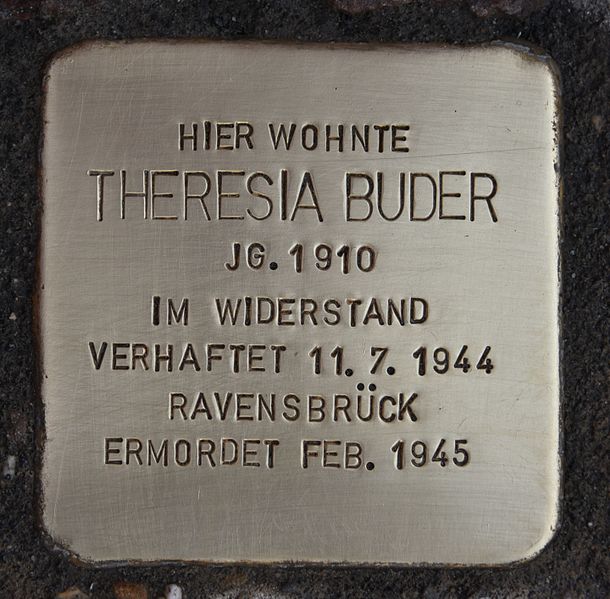 HIER WOHNTE
THERESIA BUDER
JG. 1910
IM WIDERSTAND
VERHAFTET 11. 7. 1944
RAVENSBRÜCK
ERMORDET FEB. 1945